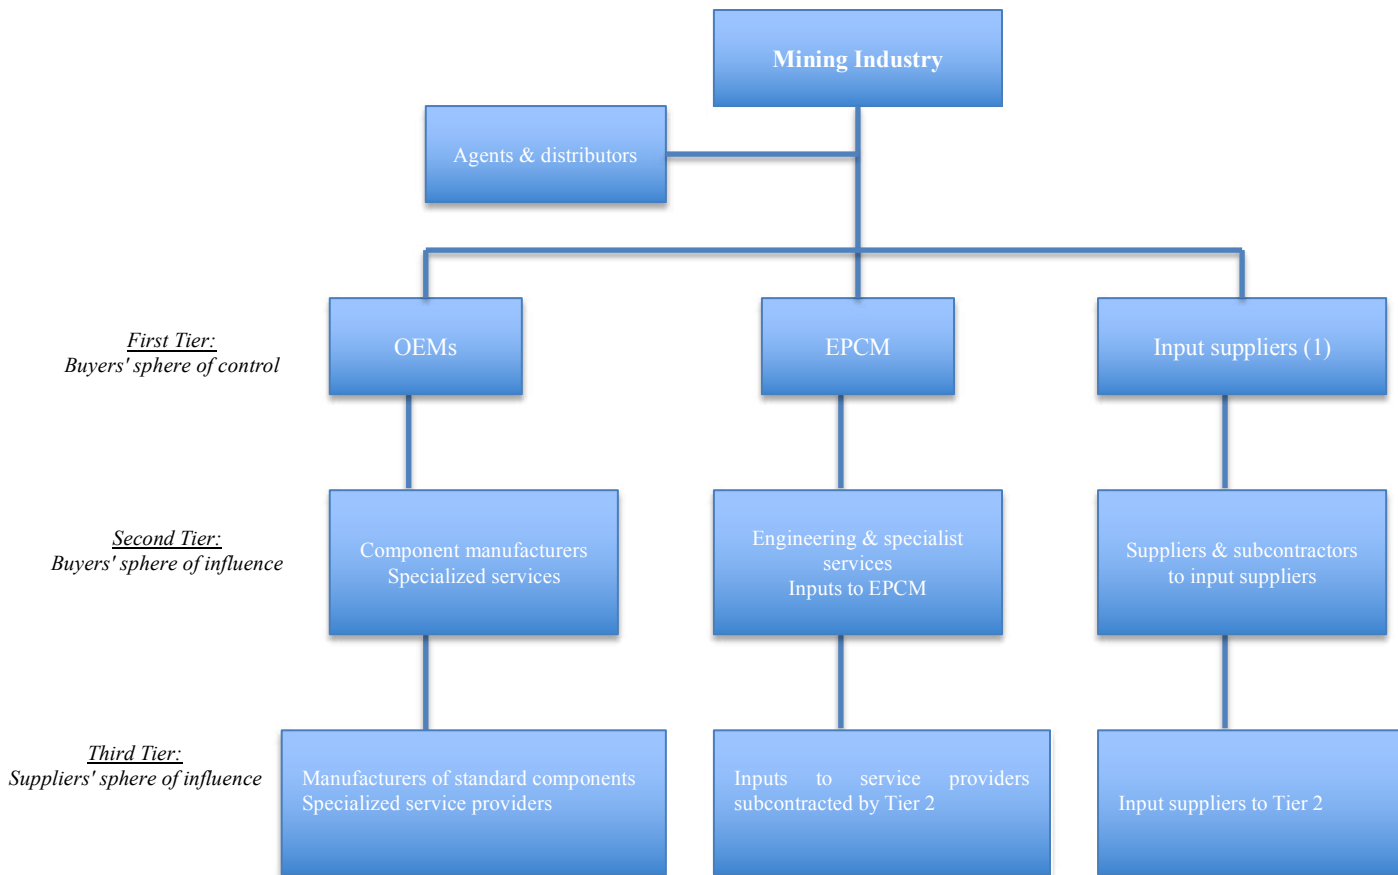 Mining Industry
Agents & distributors
First Tier:
Buyers' sphere of control
OEMs
EPCM
Input suppliers (1)
Second Tier:
Buyers' sphere of influence
Component manufacturers
Specialized services
Engineering & specialist
services
Inputs to EPCM
Suppliers & subcontractors
to input suppliers
Third Tier:
Suppliers' sphere of influence
Manufacturers of standard components
Specialized service providers
Inputs to service providers
subcontracted by Tier 2
Input suppliers to Tier 2